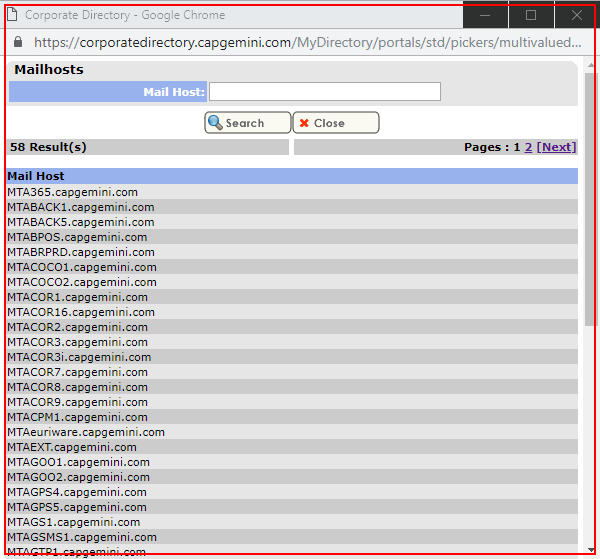 Corporate Directory - Google Chrome
https://corporatedirectory.capgemini.com/MyDirectory/portals/std/pickers/multivalued...
Mailhosts
Mail Host:
Search Close
58 Result(s) Pages : 1 2 [Next]
Mail Host
MTA365.capgemini.com
MTABACK1.capgemini.com
MTABACK5.capgemini.com
MTABPOS.capgemini.com
MTABRPRD.capgemini.com
MTACOCO1.capgemini.com
MTACOCO2.capgemini.com
MTACOR1.capgemini.com
MTACOR16.capgemini.com
MTACOR2.capgemini.com
MTACOR3.capgemini.com
MTACOR3i.capgemini.com
MTACOR7.capgemini.com
MTACOR8.capgemini.com
MTACOR9.capgemini.com
MTACPM1.capgemini.com
MTAeuriware.capgemini.com
MTAEXT.capgemini.com
MTAGOO1.capgemini.com
MTAGOO2.capgemini.com
MTAGPS4.capgemini.com
MTAGPS5.capgemini.com
MTAGS1.capgemini.com
MTAGSMS1.capgemini.com
MTAGTP1.capgemini.com